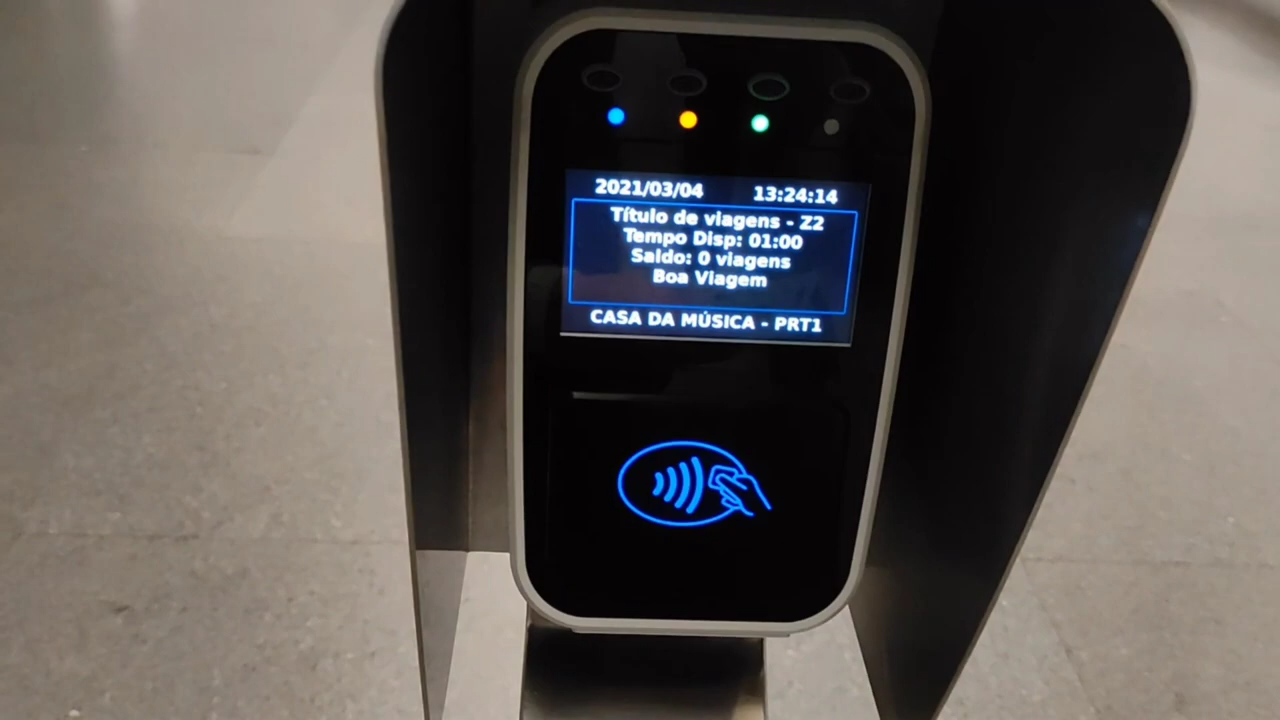 2021/03/04 13:24:14
Título de viagens - Z2
Tempo Disp: 01:00
Saldo: 0 viagens
Boa Viagem
CASA DA MÚSICA - PRT1